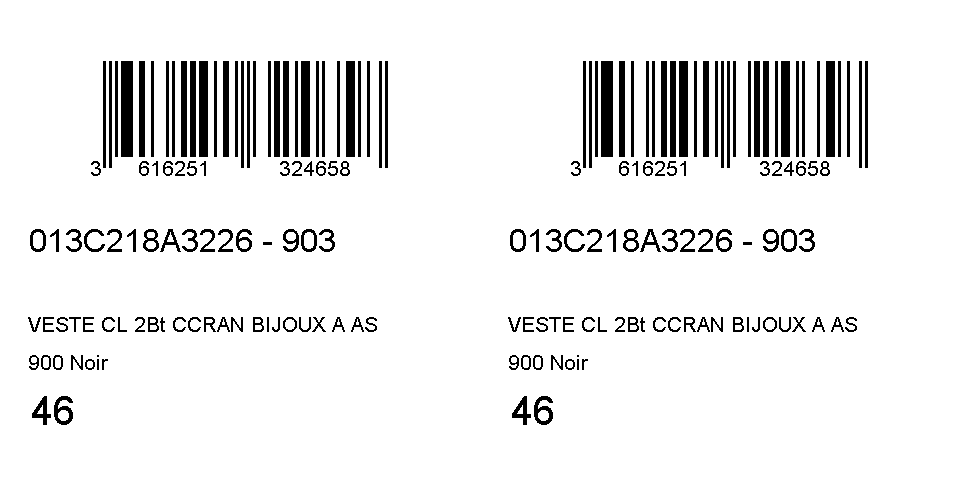 3 616251 324658
013C218A3226 - 903
VESTE CL 2Bt CCRAN BIJOUX A AS
900 Noir
46
3 616251 324658
013C218A3226 - 903
VESTE CL 2Bt CCRAN BIJOUX A AS
900 Noir
46